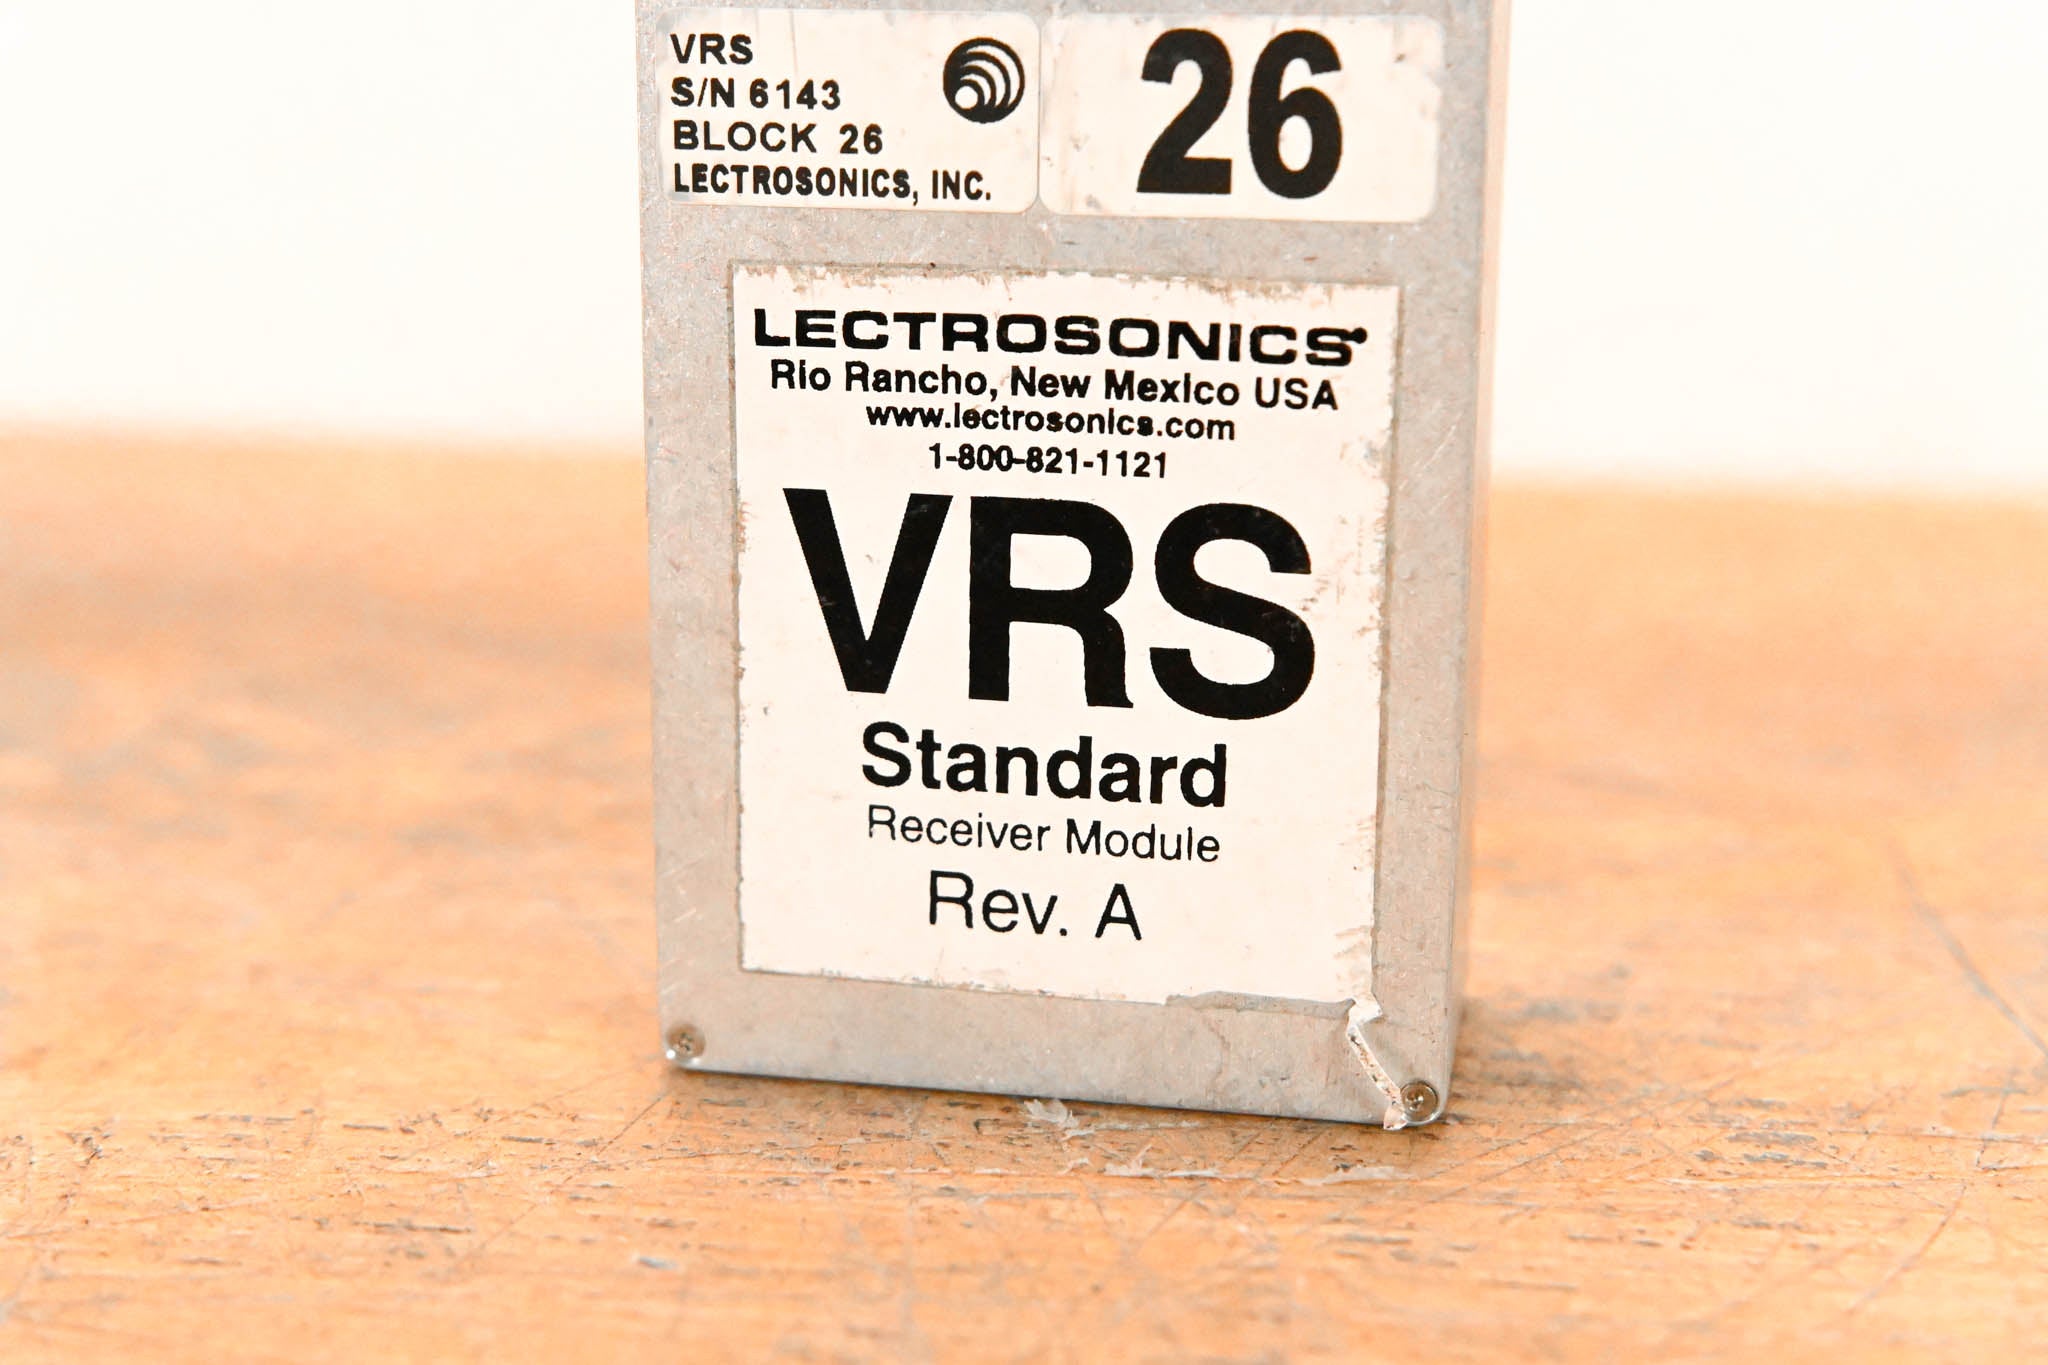 VRS
S/N 6143
BLOCK 26
LECTROSONICS, INC.
26
LECTROSONICS
Rio Rancho, New Mexico USA
www.lectrosonics.com
1-800-821-1121
VRS
Standard
Receiver Module
Rev. A